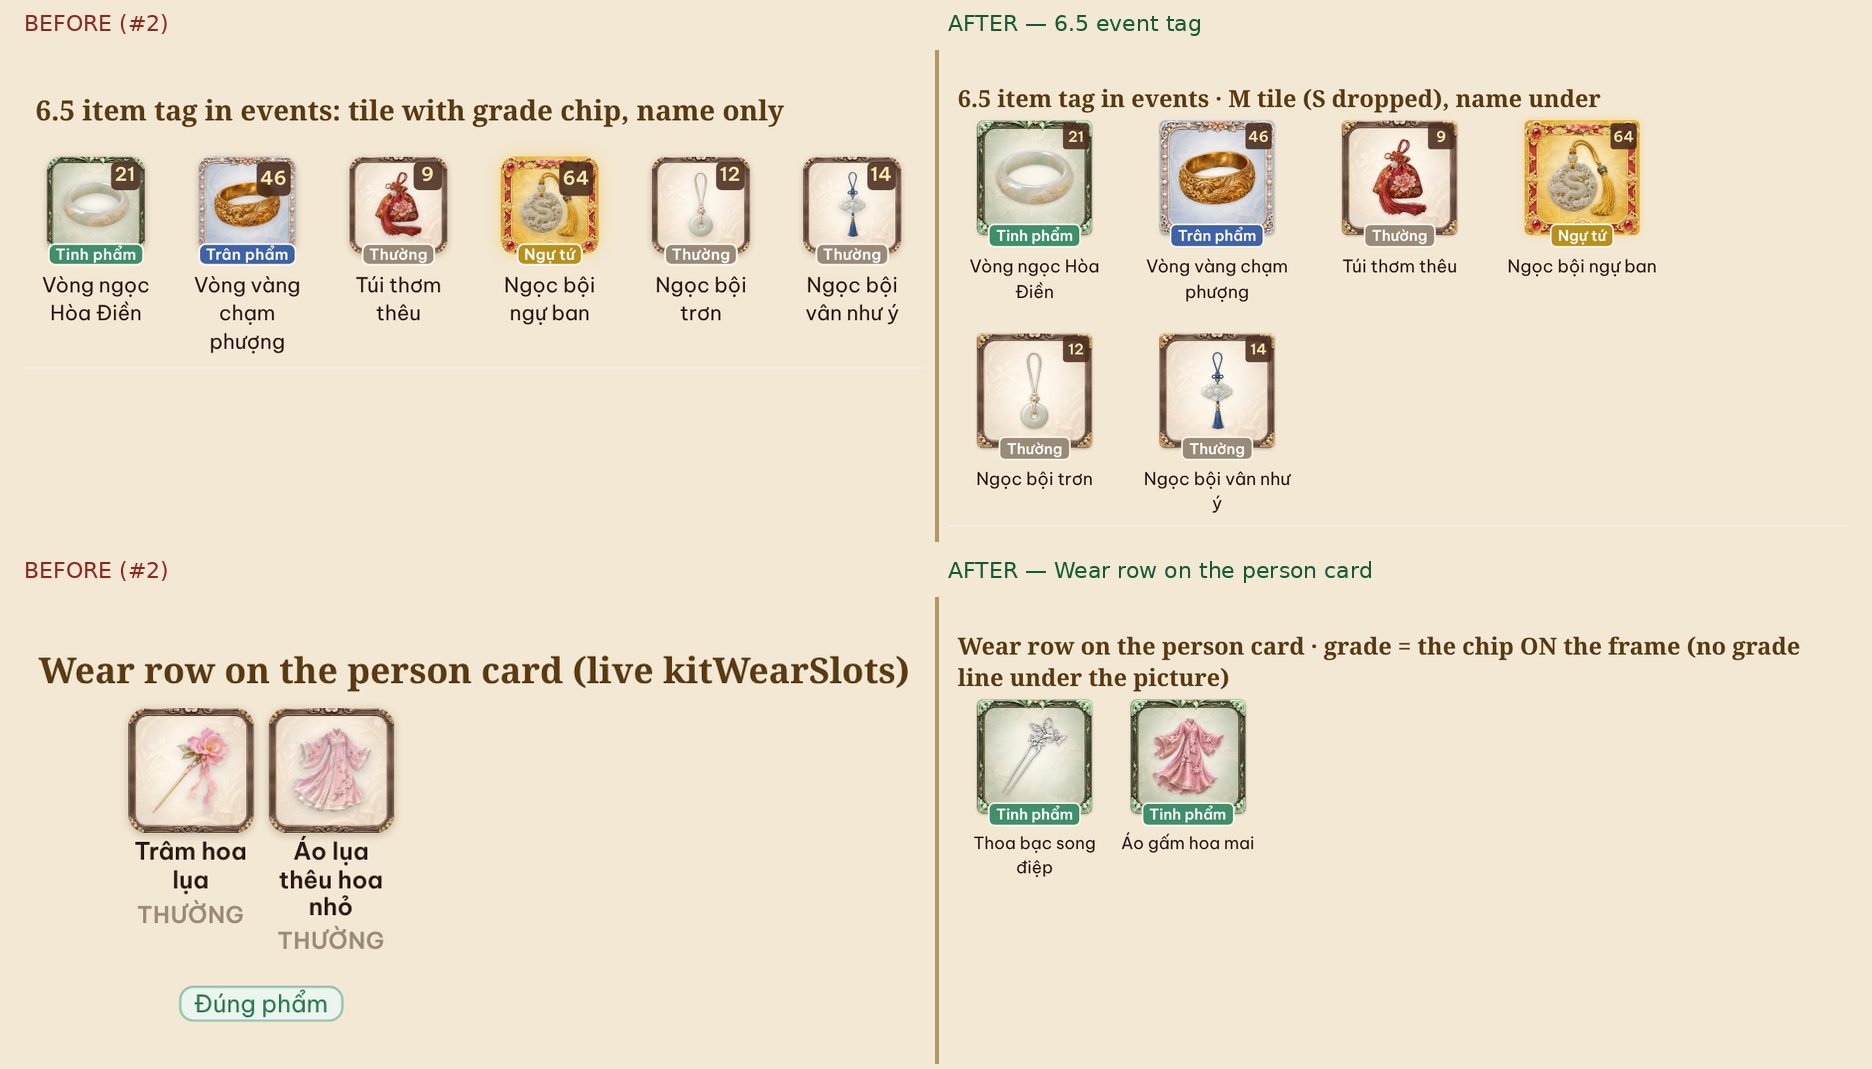 BEFORE (#2)
6.5 item tag in events: tile with grade chip, name only
21
46
9
64
12
14
Tinh phẩm
Trân phẩm
Thường
Ngự tứ
Thường
Thường
Vòng ngọc
Hòa Điền
Vòng vàng
chạm
phượng
Túi thơm
thêu
Ngọc bội
ngự ban
Ngọc bội
trơn
Ngọc bội
vân như ý
AFTER — 6.5 event tag
6.5 item tag in events · M tile (S dropped), name under
21
46
9
64
Tinh phẩm
Trân phẩm
Thường
Ngự tứ
Vòng ngọc Hòa
Điền
Vòng vàng chạm
phượng
Túi thơm thêu
Ngọc bội ngự ban
12
14
Thường
Thường
Ngọc bội trơn
Ngọc bội vân như
ý
BEFORE (#2)
Wear row on the person card (live kitWearSlots)
Trâm hoa
lụa
THƯỜNG
Áo lụa
thêu hoa
nhỏ
THƯỜNG
Đúng phẩm
AFTER — Wear row on the person card
Wear row on the person card · grade = the chip ON the frame (no grade
line under the picture)
Tinh phẩm
Tinh phẩm
Thoa bạc song
điệp
Áo gấm hoa mai